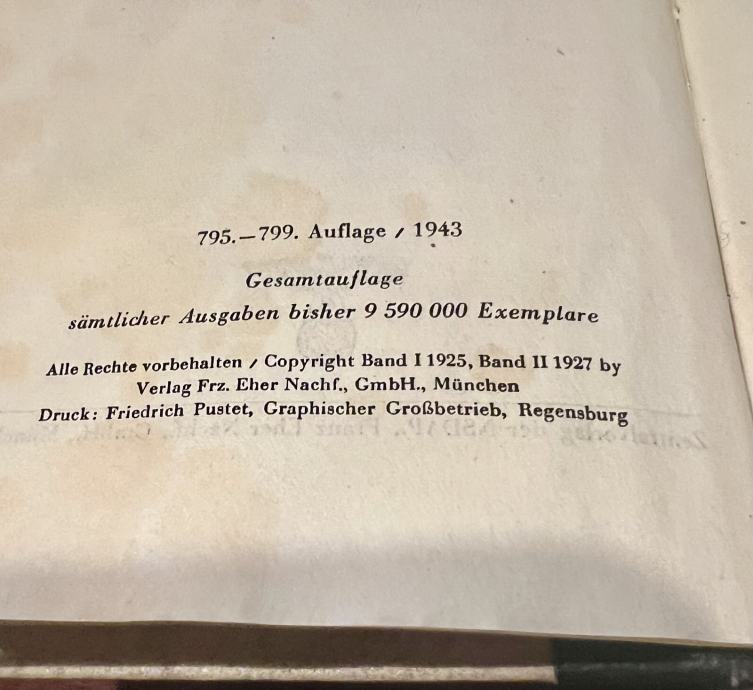 795.—799. Auflage / 1943
Gesamtauflage
sämtlicher Ausgaben bisher 9 590 000 Exemplare
Alle Rechte vorbehalten / Copyright Band I 1925, Band II 1927 by
Verlag Frz. Eher Nachf., GmbH., München
Druck: Friedrich Pustet, Graphischer Großbetrieb, Regensburg